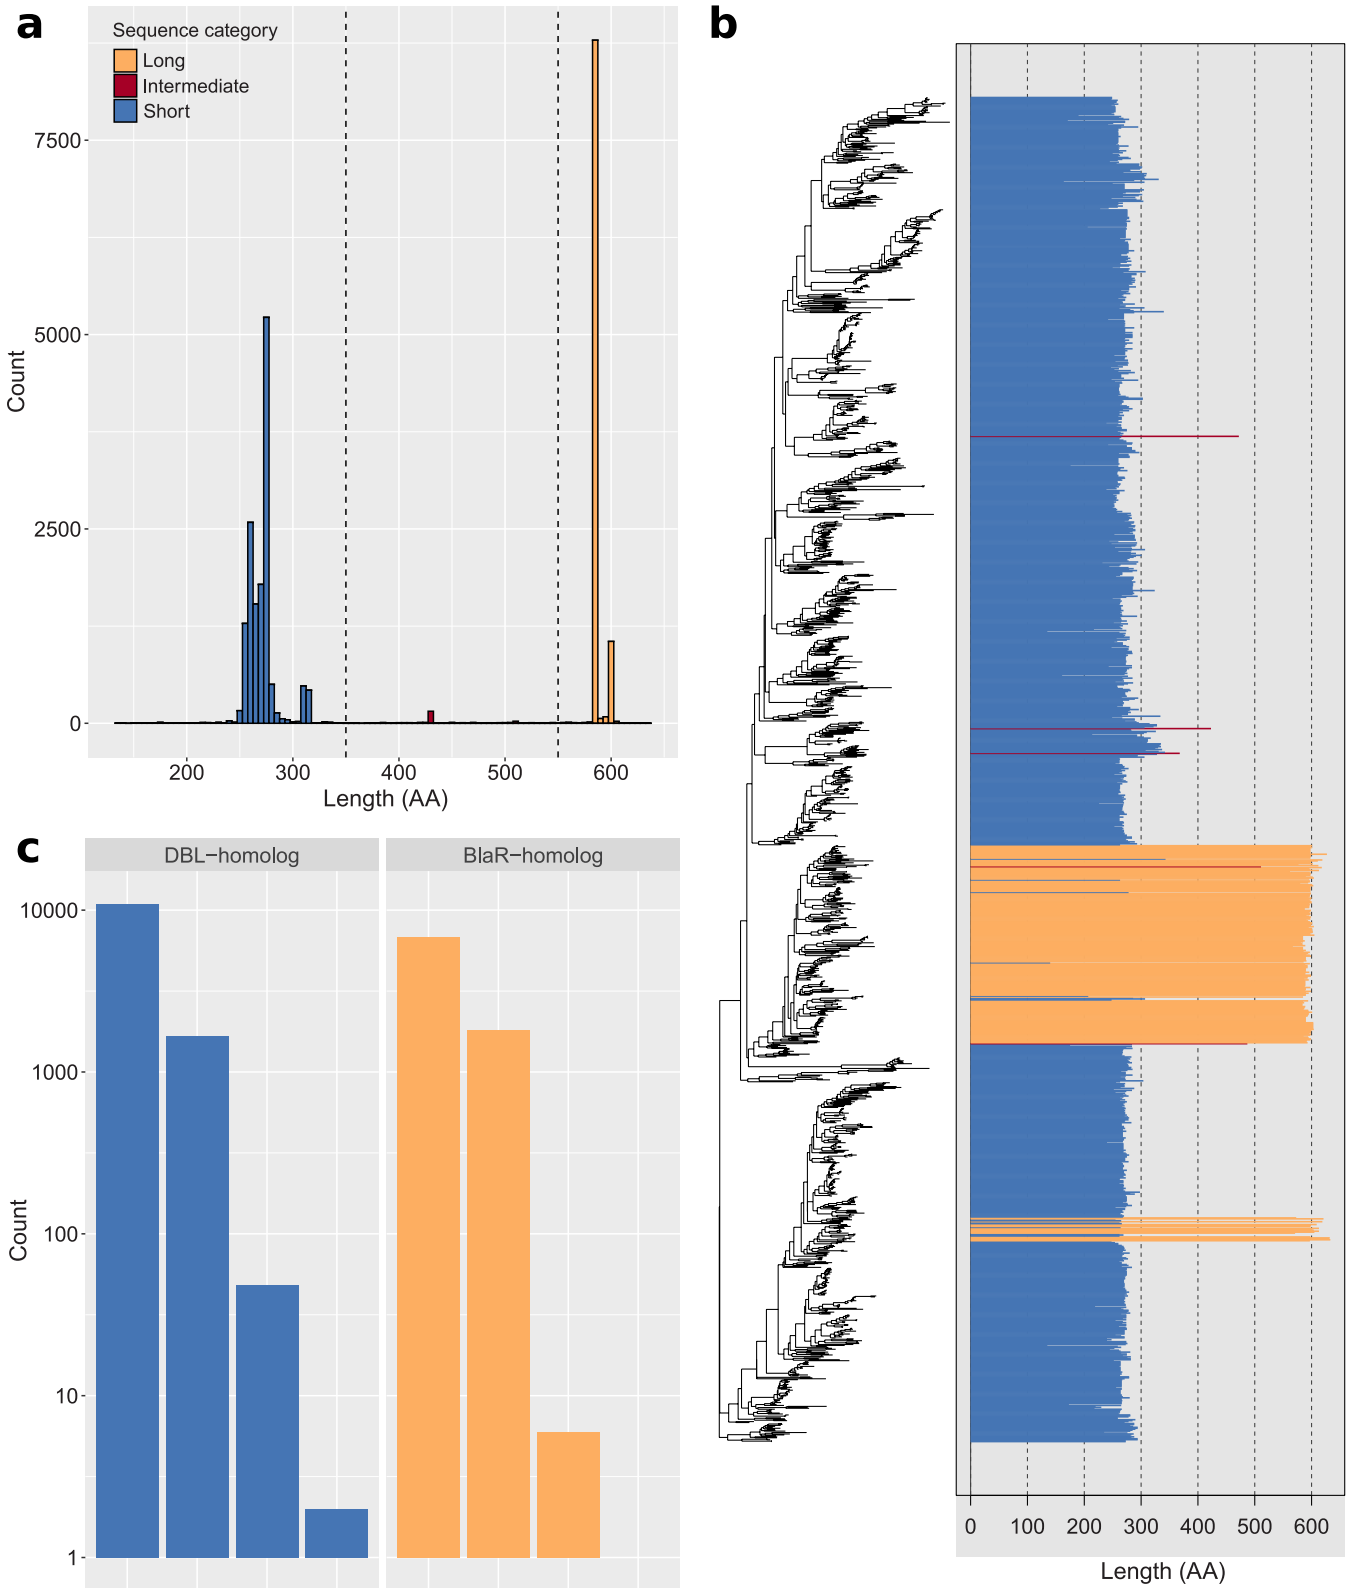 a
Sequence category
Long
Intermediate
Short
7500
5000
2500
0
Count
200 300 400 500 600
Length (AA)
b
0 100 200 300 400 500 600
Length (AA)
c
DBL−homolog BlaR−homolog
10000
1000
100
10
1
Count